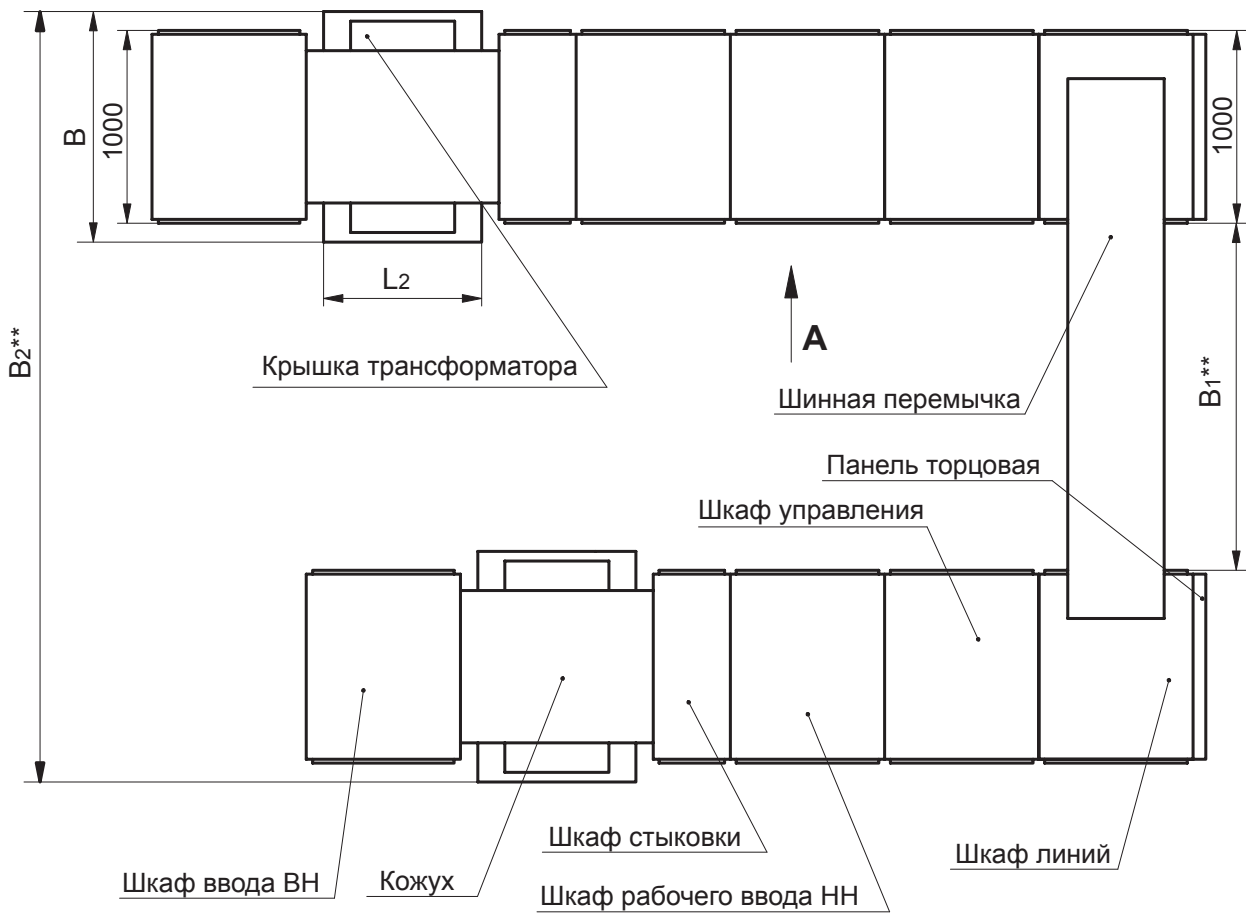 B
1000
1000
L2
B2**
A
Крышка трансформатора
Шинная перемычка
B1**
Панель торцовая
Шкаф управления
Шкаф стыковки
Шкаф линий
Шкаф ввода ВН
Кожух
Шкаф рабочего ввода НН